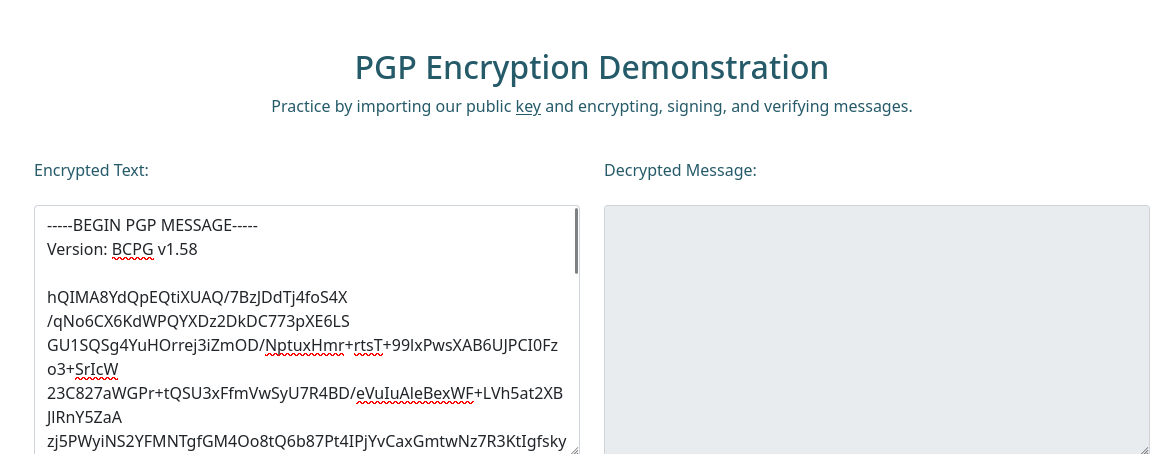 PGP Encryption Demonstration
Practice by importing our public key and encrypting, signing, and verifying messages.
Encrypted Text:
Decrypted Message:
-----BEGIN PGP MESSAGE-----
Version: BCPG v1.58
hQIMA8YdQpEQtiXUAQ/7BzJDdTj4foS4X
/qNo6CX6KdWPQYXDz2DkDC773pXE6LS
GU1SQSg4YuHOrrej3iZmOD/NptuxHmr+rtsT+99lxPwsXAB6UJPCI0Fz
o3+SrIcW
23C827aWGPr+tQSU3xFfmVwSyU7R4BD/eVuIuAleBexWF+LVh5at2XB
JlRnY5ZaA
zj5PWyiNS2YFMNTgfGM4Oo8tQ6b87Pt4IPjYvCaxGmtwNz7R3KtIgfsky